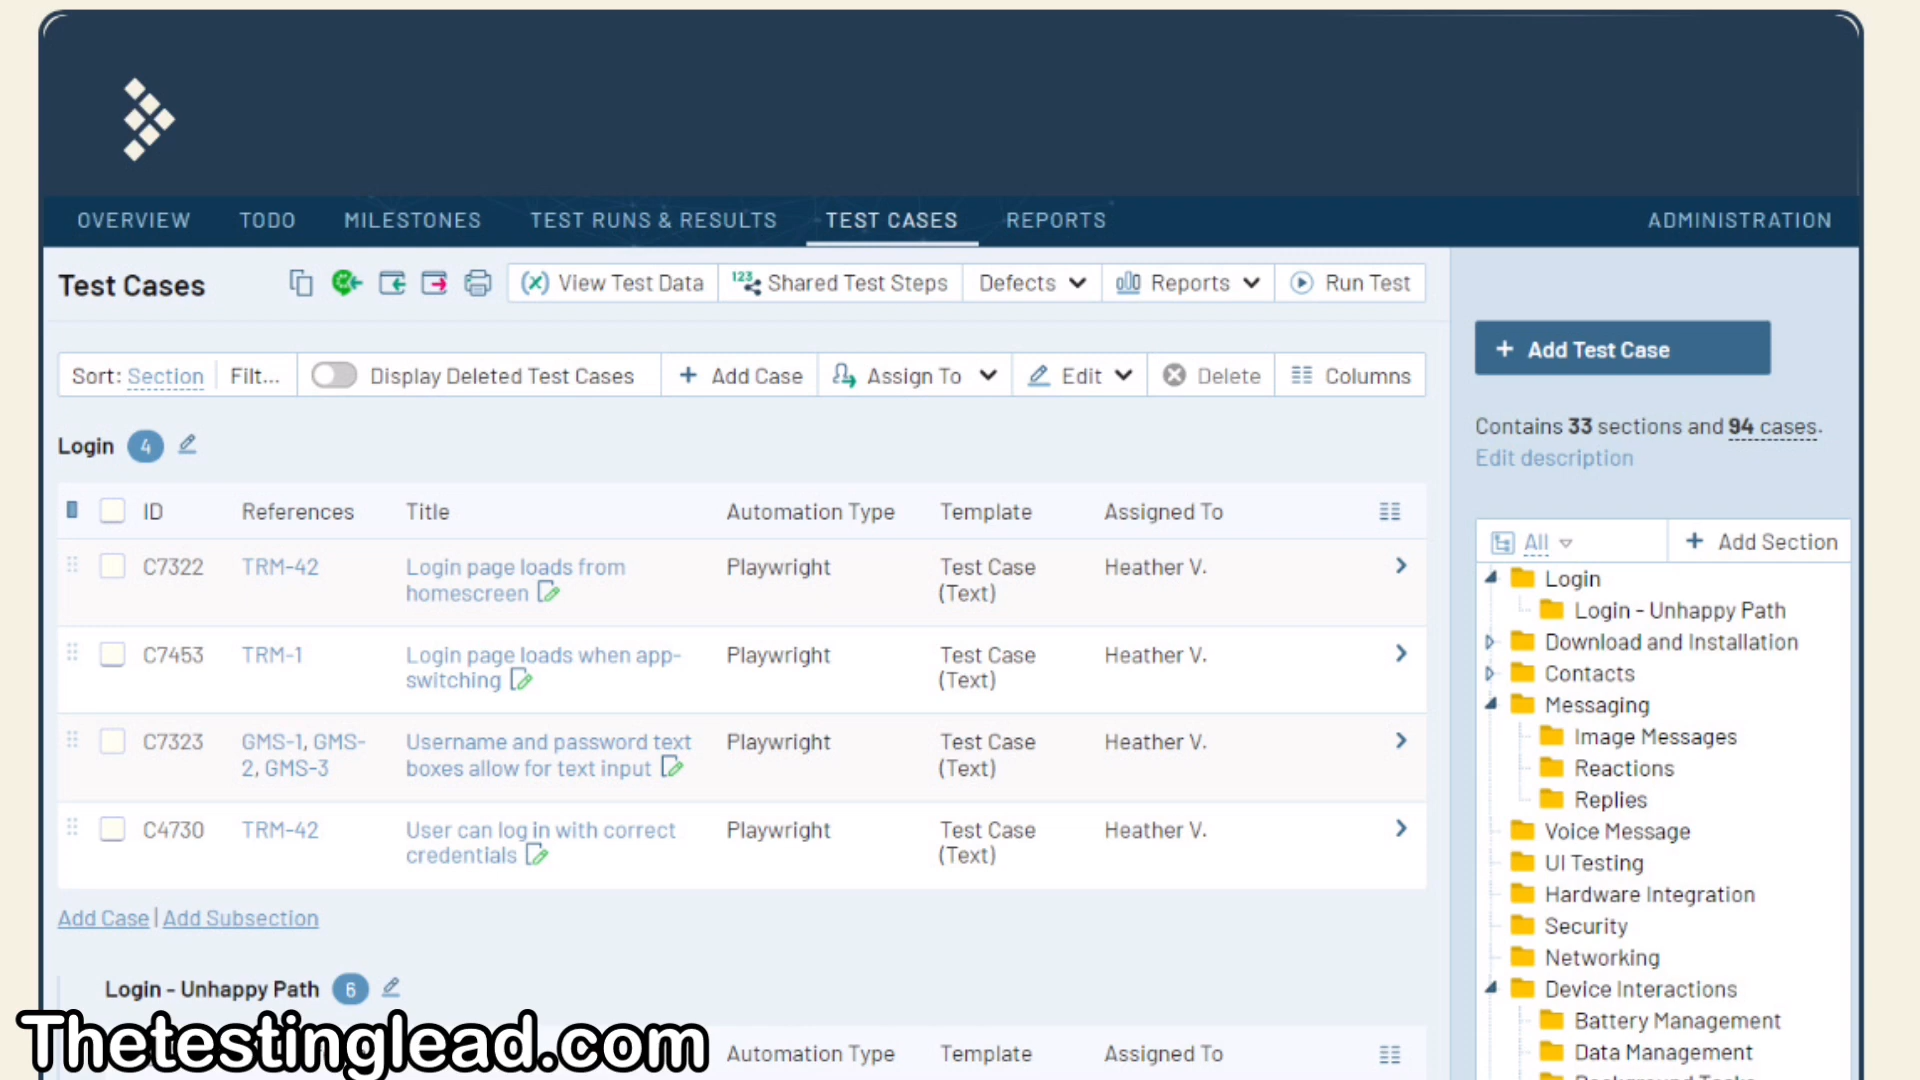 OVERVIEW TODO MILESTONES TEST RUNS & RESULTS TEST CASES REPORTS ADMINISTRATION
Test Cases View Test Data 123 Shared Test Steps Defects Reports Run Test
Sort: Section Filt... Display Deleted Test Cases + Add Case Assign To Edit Delete Columns
Login 4
ID References Title Automation Type Template Assigned To
C7322 TRM-42 Login page loads from Playwright Test Case Heather V.
homescreen (Text)
C7453 TRM-1 Login page loads when app- Playwright Test Case Heather V.
switching (Text)
C7323 GMS-1, GMS- Username and password text Playwright Test Case Heather V.
2, GMS-3 boxes allow for text input (Text)
C4730 TRM-42 User can log in with correct Playwright Test Case Heather V.
credentials (Text)
Add Case | Add Subsection
Login - Unhappy Path 6
Automation Type Template Assigned To
Thetestinglead.com
+ Add Test Case
Contains 33 sections and 94 cases.
Edit description
All + Add Section
Login
Login - Unhappy Path
Download and Installation
Contacts
Messaging
Image Messages
Reactions
Replies
Voice Message
UI Testing
Hardware Integration
Security
Networking
Device Interactions
Battery Management
Data Management